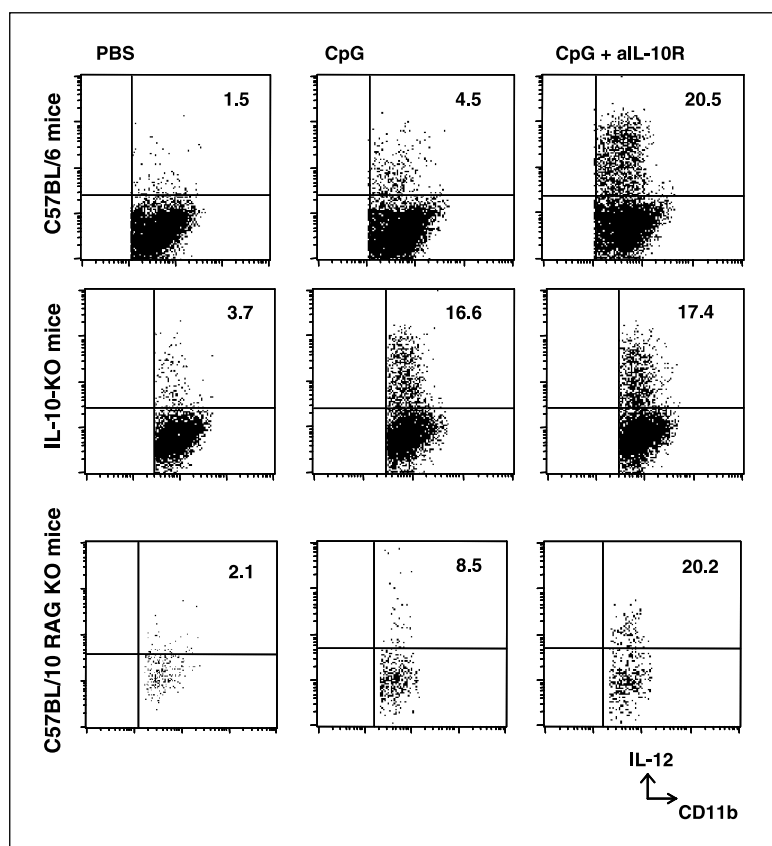 PBS CpG CpG + aIL-10R
C57BL/6 mice
1.5 4.5 20.5
IL-10-KO mice
3.7 16.6 17.4
C57BL/10 RAG KO mice
2.1 8.5 20.2
IL-12
CD11b